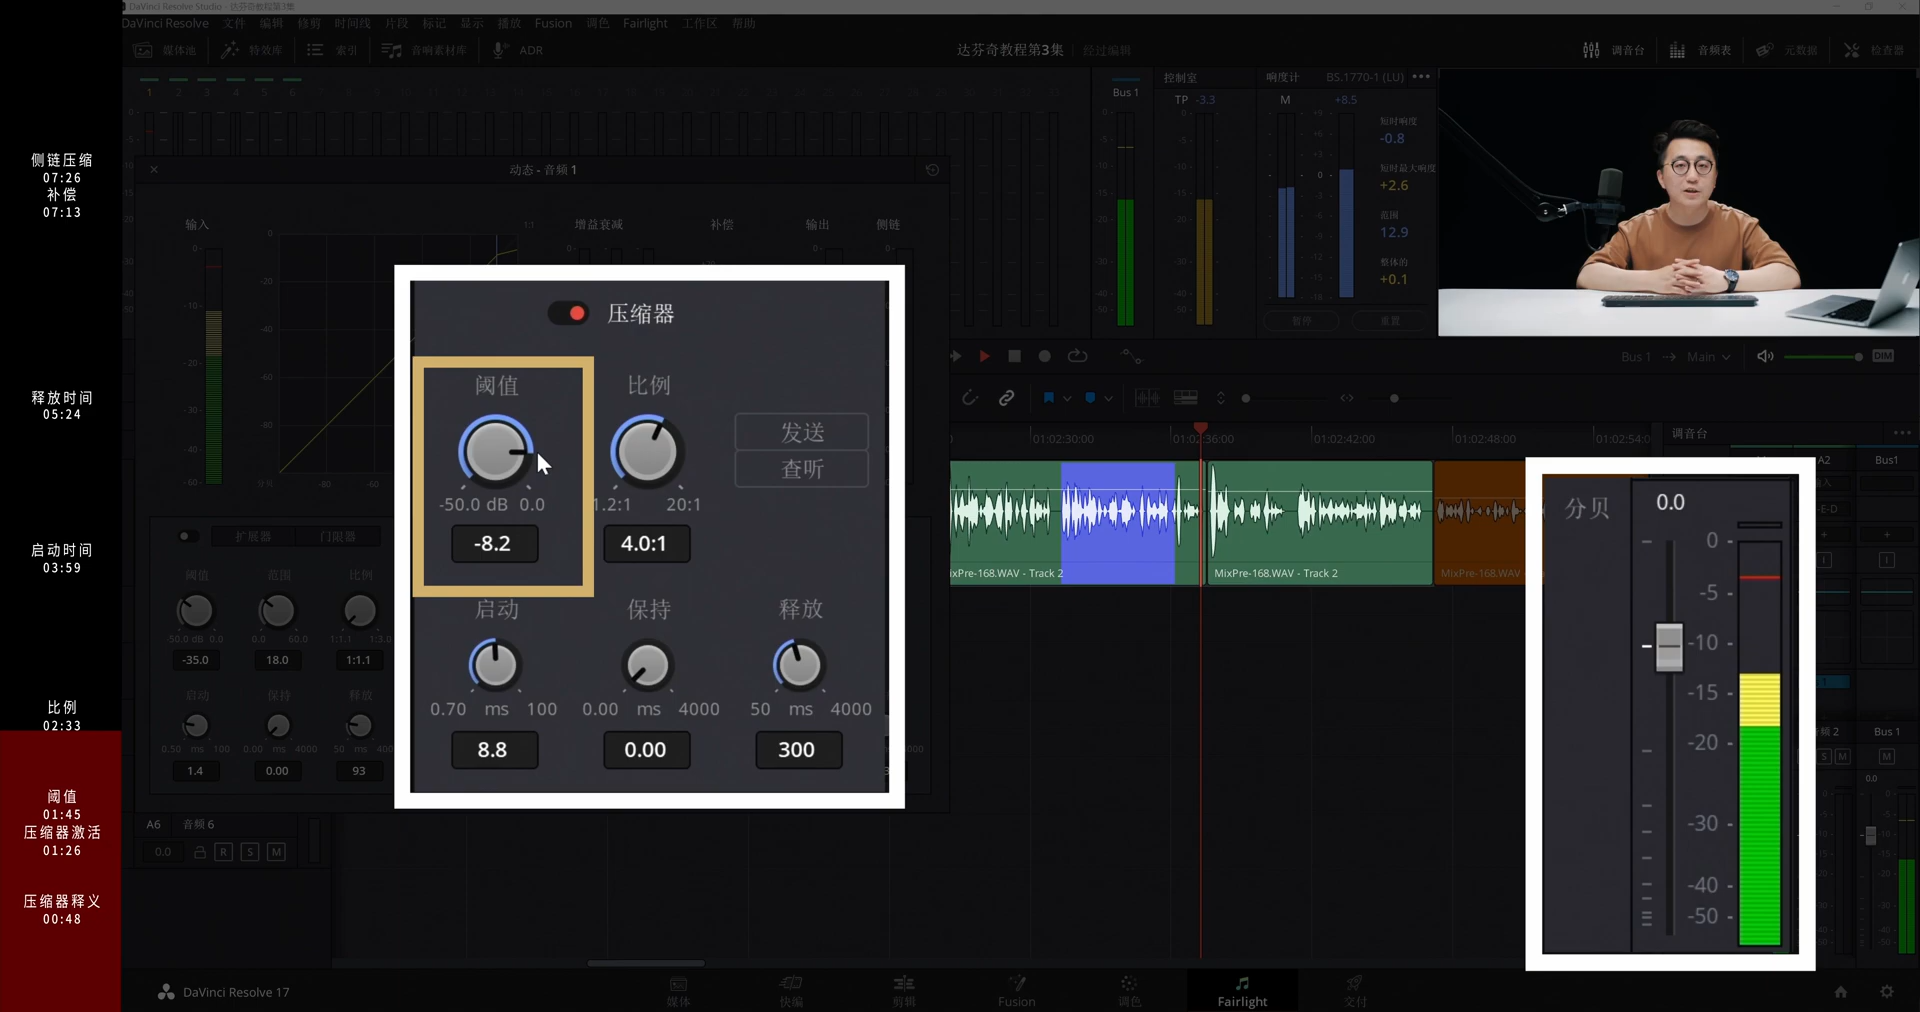 DaVinci Resolve Studio - 达芬奇教程第3集
DaVinci Resolve 文件 编辑 修剪 时间线 片段 标记 显示 播放 Fusion 调色 Fairlight 工作区 帮助
媒体池 特效库 索引 音响素材库 ADR
达芬奇教程第3集 经过编辑
调音台 音频表 元数据 检查器
侧链压缩
07:26
补偿
07:13
释放时间
05:24
启动时间
03:59
比例
02:33
阈值
01:45
压缩器激活
01:26
压缩器释义
00:48
1 2 3 4 5 6
Bus 1
控制室
TP -3.3
响度计 BS.1770-1 (LU)
M +8.5
短时响度
-0.8
短时最大响度
+2.6
范围
12.9
整体的
+0.1
暂停 重置
动态 - 音频 1
输入 增益衰减 补偿 输出 侧链
压缩器
阈值 比例
发送
查听
-50.0 dB 0.0
1.2:1 20:1
-8.2
4.0:1
启动 保持 释放
0.70 ms 100
0.00 ms 4000
50 ms 4000
8.8
0.00
300
扩展器 门限器
阈值 范围 比例
-50.0 dB 0.0
0.0 60.0
1:1.1 1:3.0
-35.0
18.0
1:1.1
启动 保持 释放
0.50 ms 100
0.00 ms 4000
50 ms 400
1.4
0.00
93
A6 音频 6
0.0 R S M
Bus 1 → Main
DIM
01:02:30:00
01:02:36:00
01:02:42:00
01:02:48:00
01:02:54:0
ixPre-168.WAV - Track 2
MixPre-168.WAV - Track 2
MixPre-168.WAV
调音台
A2 Bus1
分贝
0.0
0
-5
-10
-15
-20
-30
-40
-50
音频 2 Bus 1
S M M
0.0
DaVinci Resolve 17
媒体 快编 剪辑 Fusion 调色 Fairlight 交付